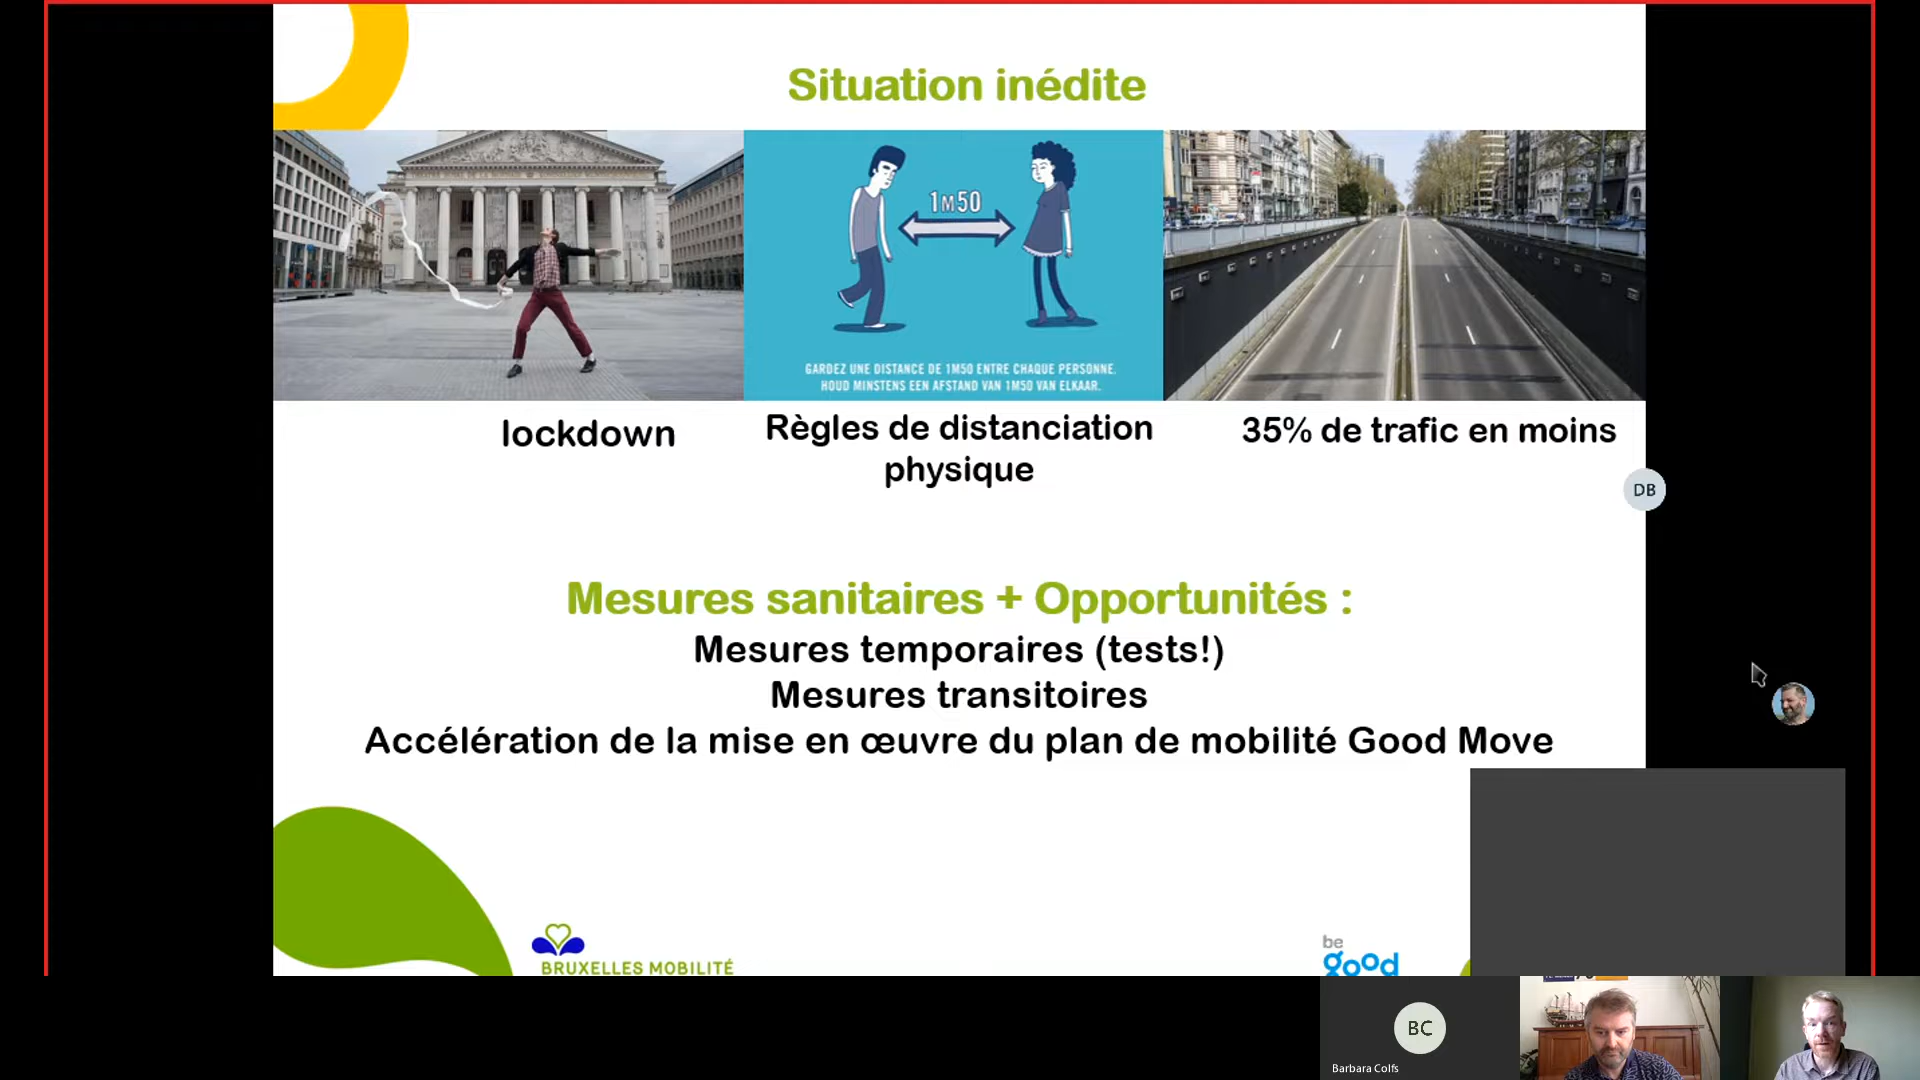 Situation inédite
1M50
GARDEZ UNE DISTANCE DE 1M50 ENTRE CHAQUE PERSONNE.
HOUD MINSTENS EEN AFSTAND VAN 1M50 VAN ELKAAR.
lockdown
Règles de distanciation
physique
35% de trafic en moins
DB
Mesures sanitaires + Opportunités :
Mesures temporaires (tests!)
Mesures transitoires
Accélération de la mise en œuvre du plan de mobilité Good Move
BRUXELLES MOBILITÉ
be
good
BC
Barbara Colfs